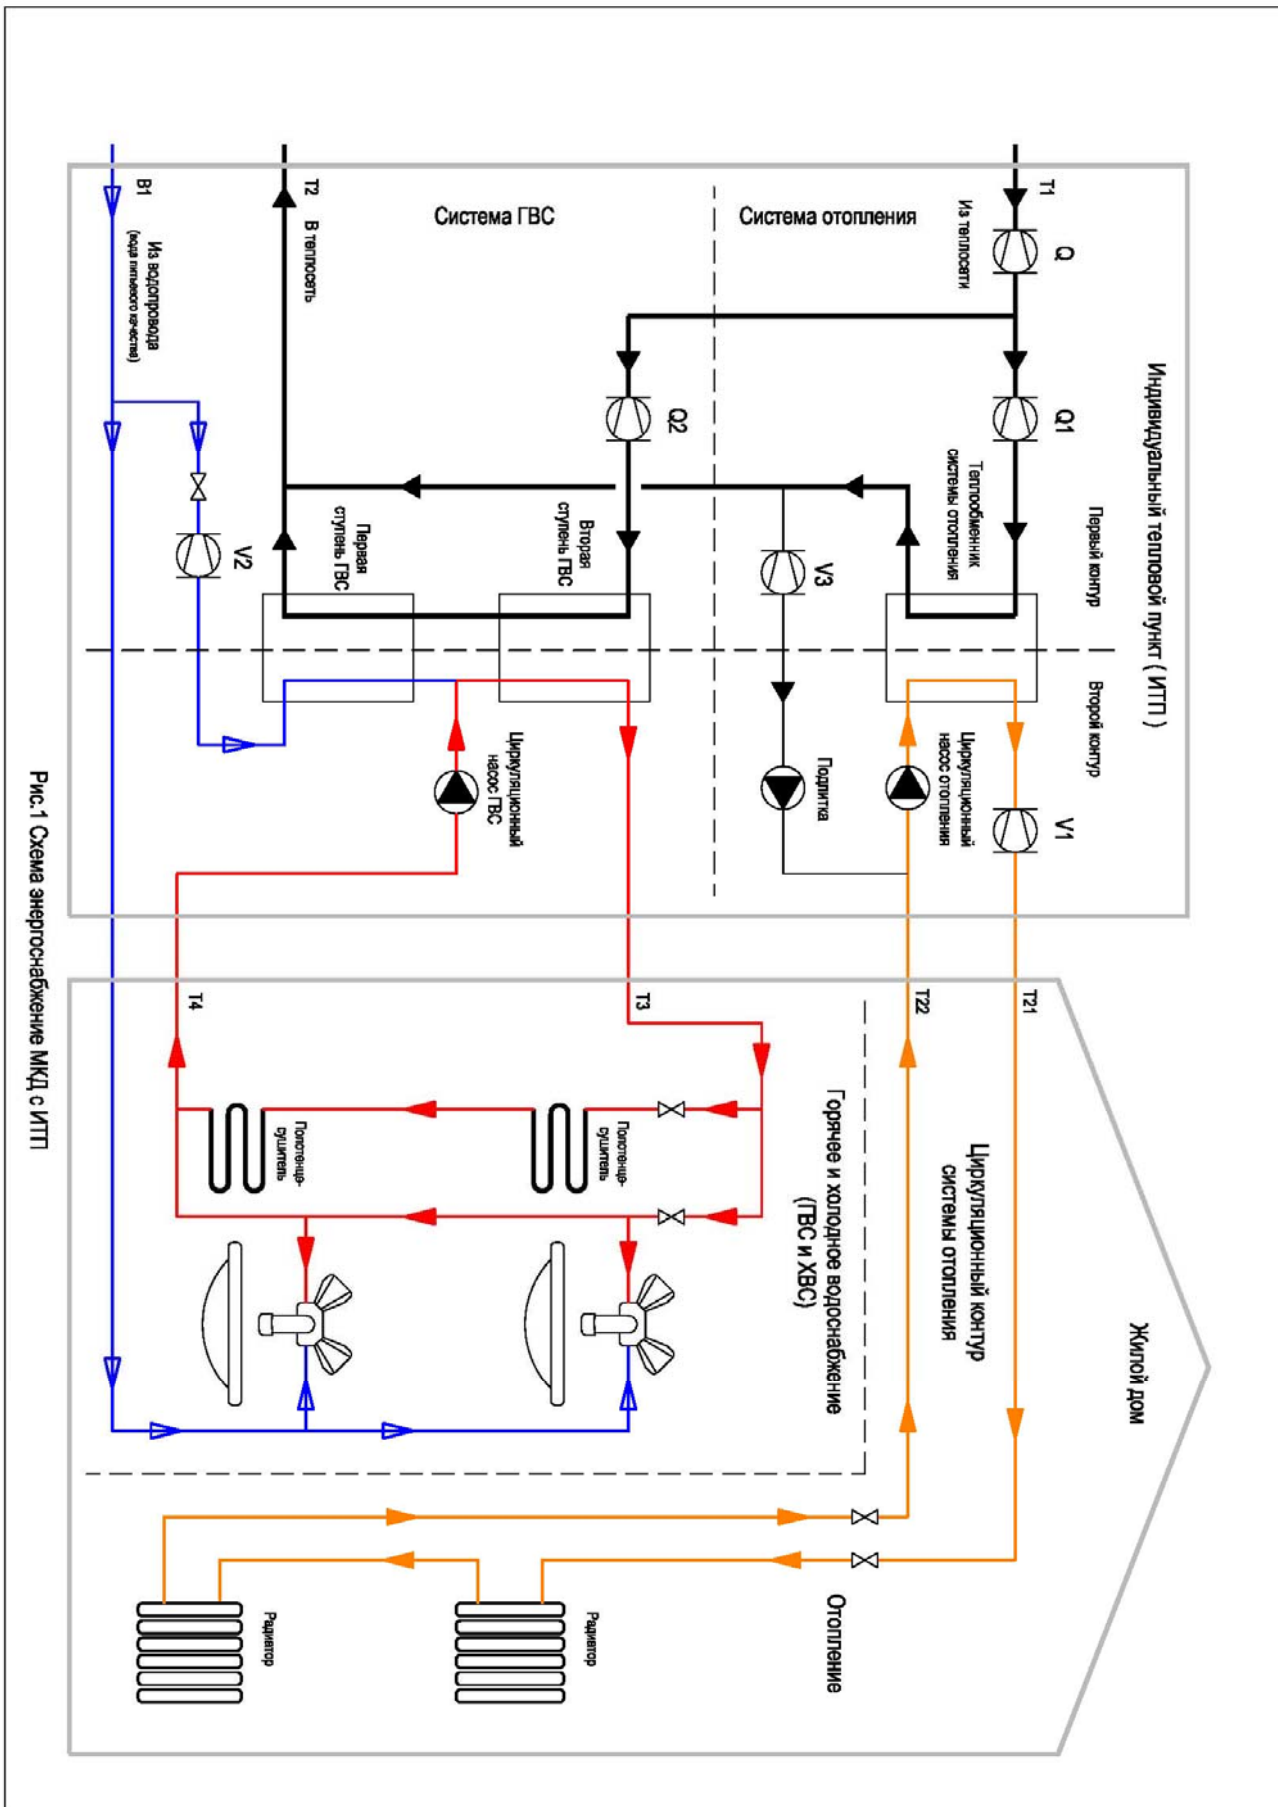 Индивидуальный тепловой пункт ( ИТП )
Жилой дом
Первый контур
Второй контур
T1
Q
Из теплосети
Q1
Теплообменник
системы отопления
V1
T21
Циркуляционный
насос отопления
T22
Циркуляционный контур
системы отопления
Система отопления
V3
Подпитка
Горячее и холодное водоснабжение
(ГВС и ХВС)
Отопление
Система ГВС
Q2
Вторая
ступень ГВС
T3
Циркуляционный
насос ГВС
Полотенце-
сушитель
Радиатор
T2
В теплосеть
Первая
ступень ГВС
V2
T4
Полотенце-
сушитель
Радиатор
B1
Из водопровода
(вода питьевого качества)
Рис.1 Схема энергоснабжение МКД с ИТП